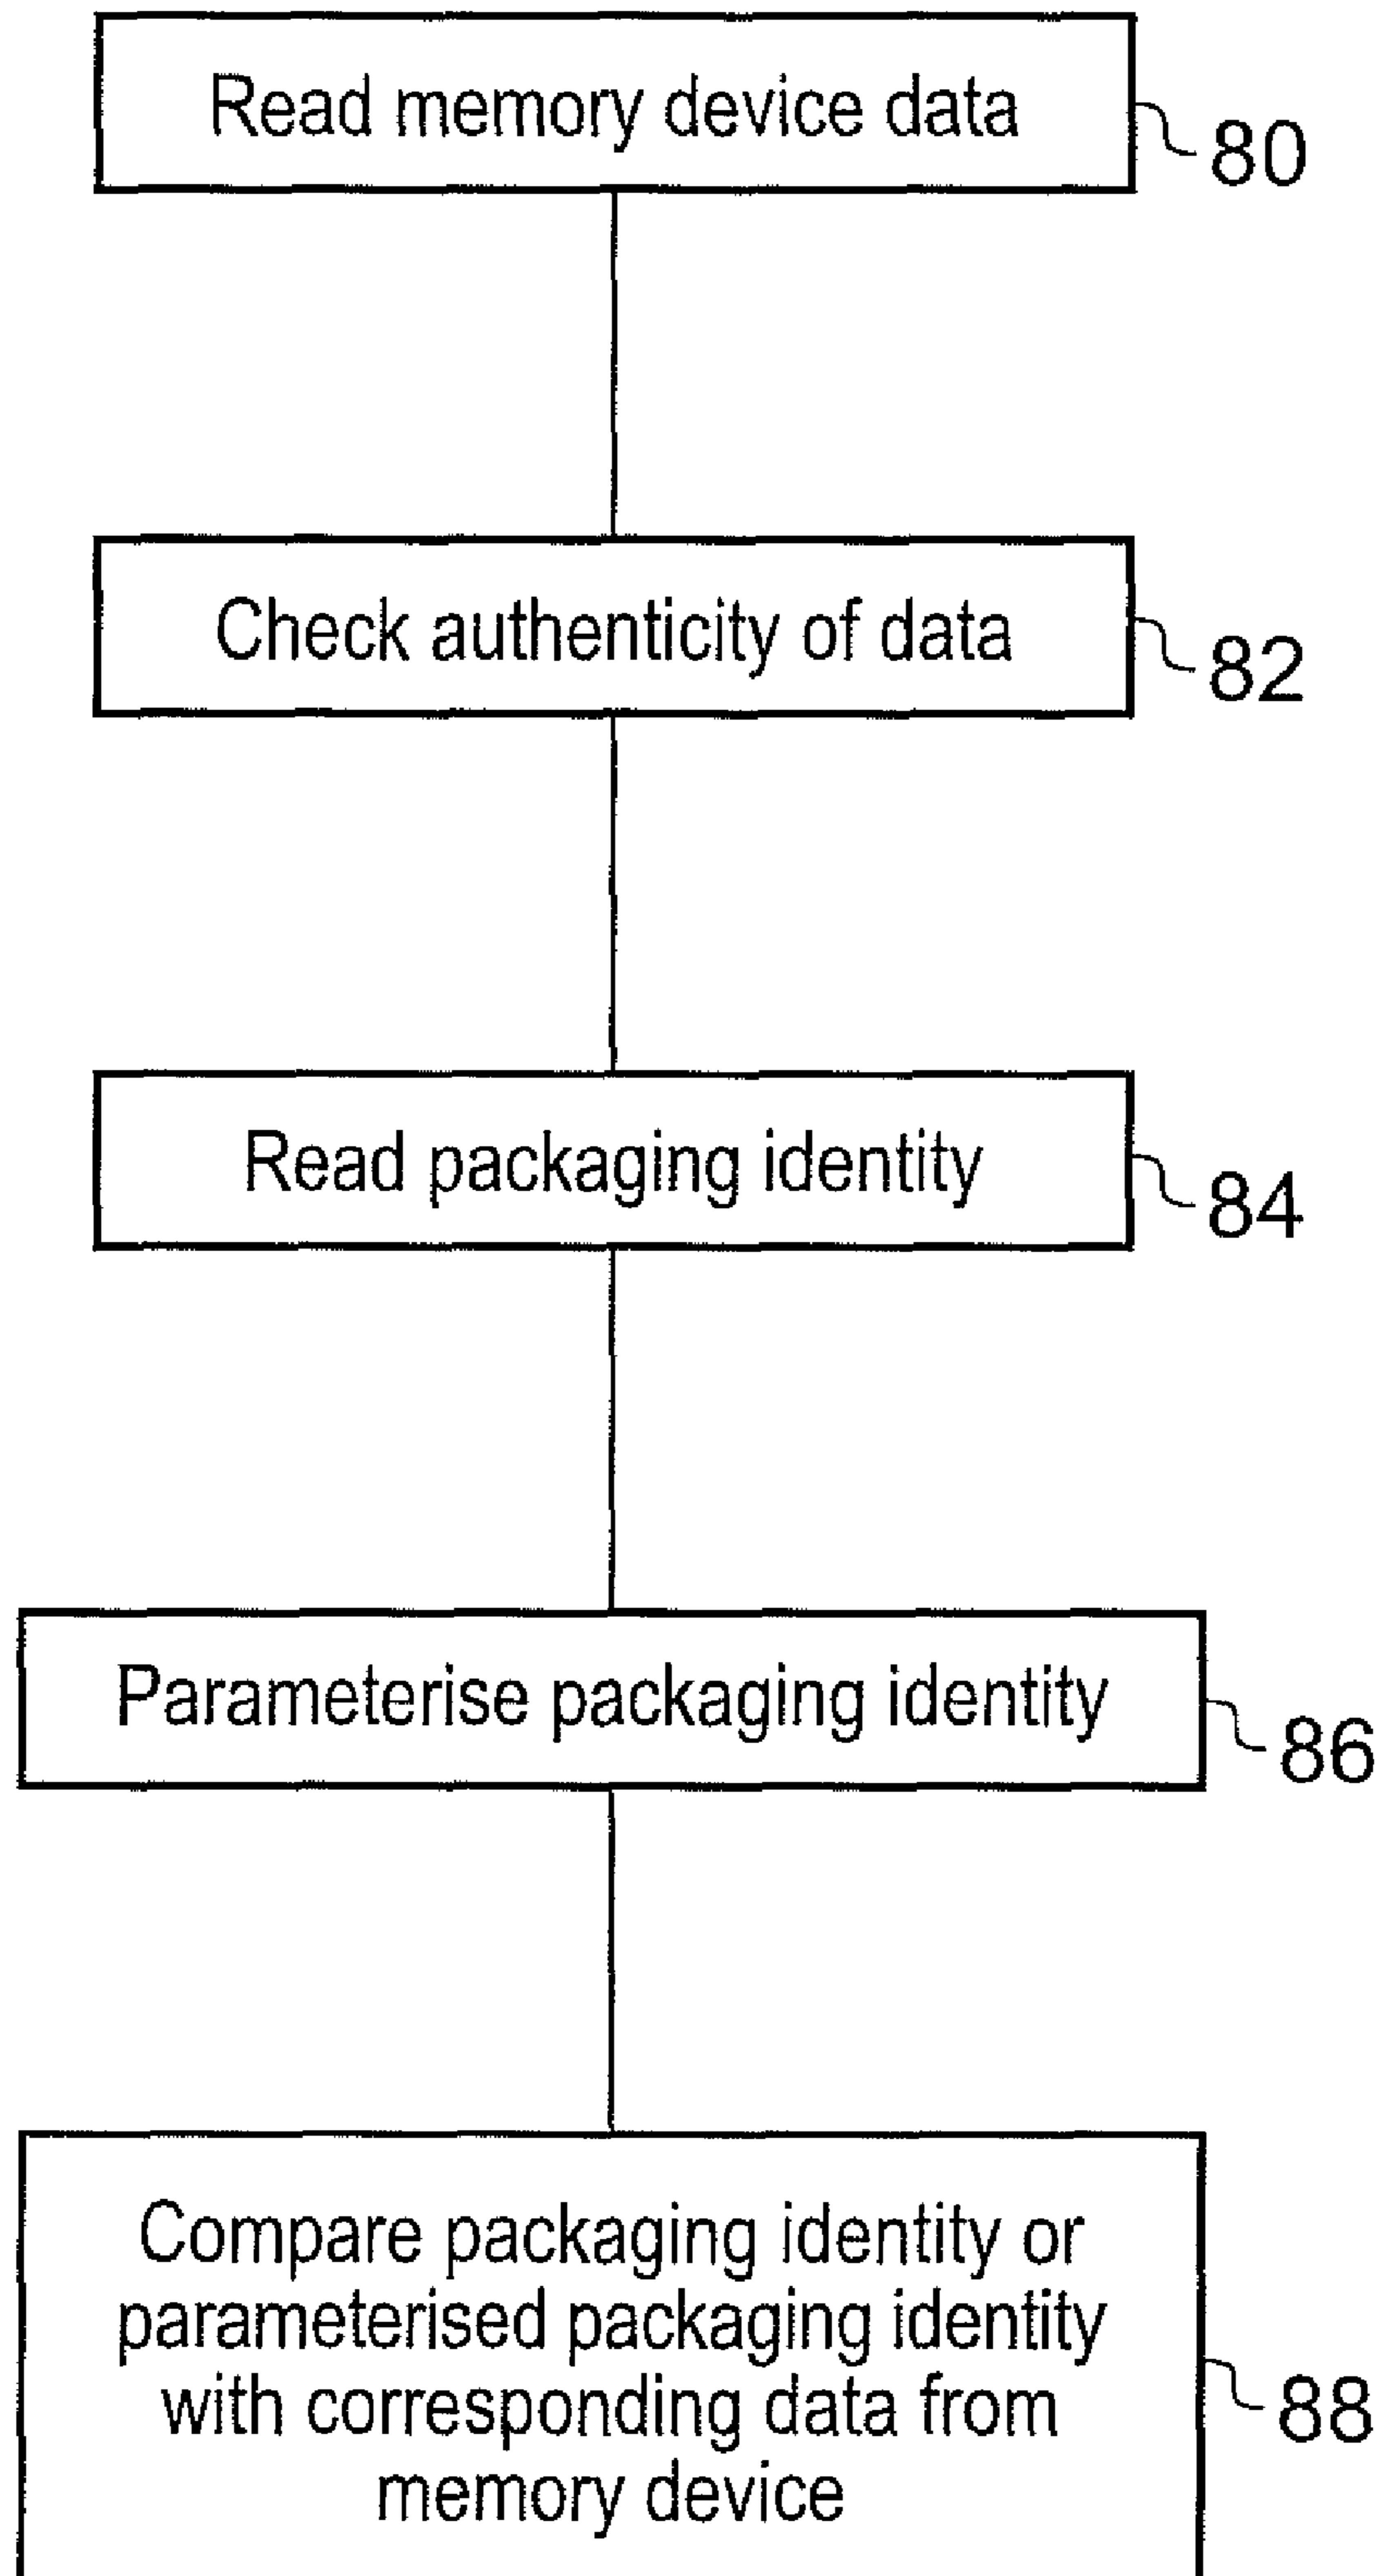 Read memory device data
80
Check authenticity of data
82
Read packaging identity
84
Parameterise packaging identity
86
Compare packaging identity or
parameterised packaging identity
with corresponding data from
memory device
88